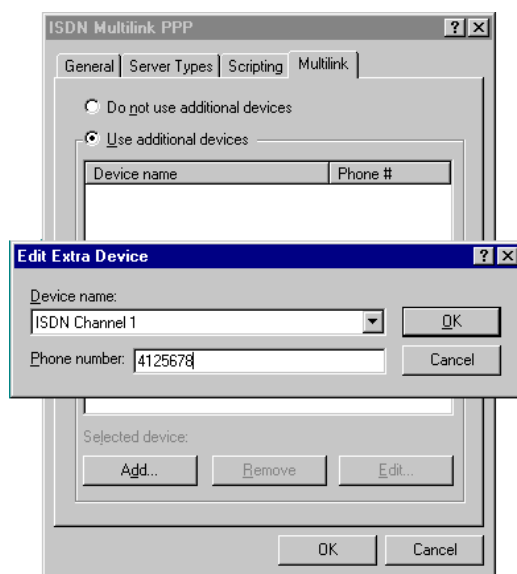 ISDN Multilink PPP
General Server Types Scripting Multilink
Do not use additional devices
Use additional devices
Device name Phone #
Edit Extra Device
Device name:
ISDN Channel 1 OK
Phone number: 4125678 Cancel
Selected device:
Add... Remove Edit...
OK Cancel